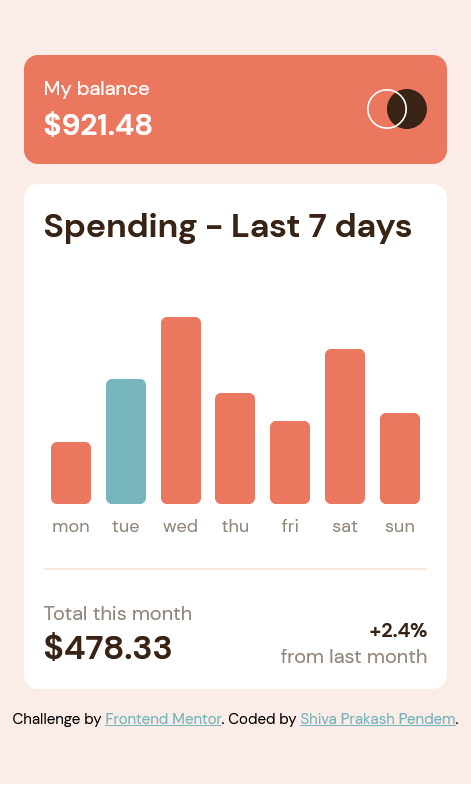 My balance
$921.48
Spending - Last 7 days
mon tue wed thu fri sat sun
Total this month
$478.33
+2.4%
from last month
Challenge by Frontend Mentor. Coded by Shiva Prakash Pendem.